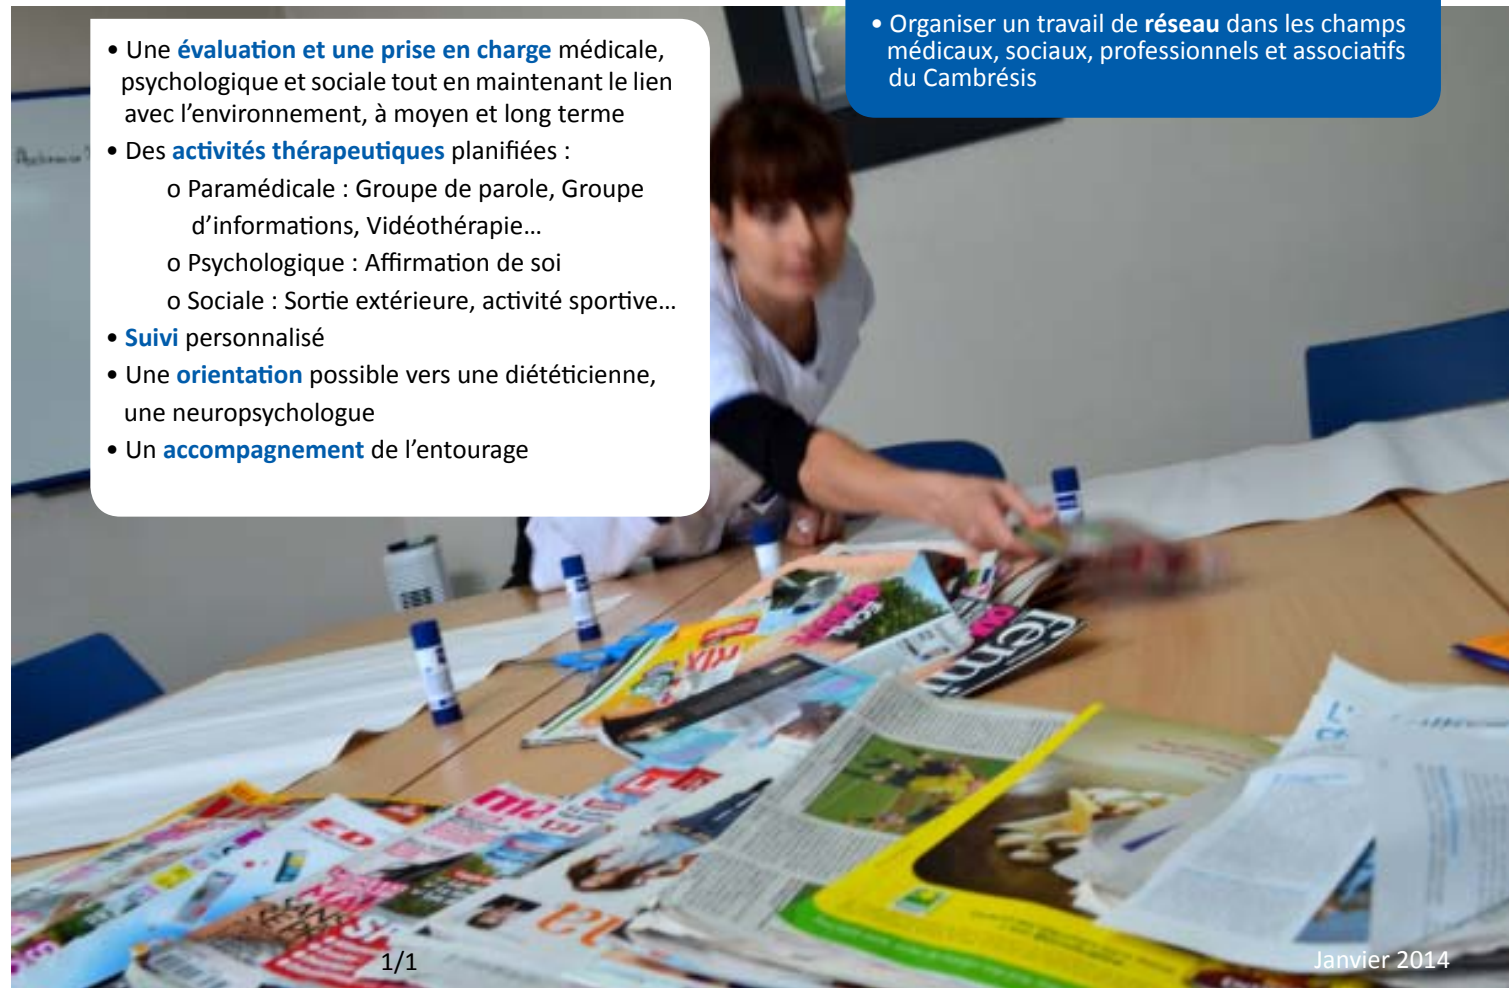 • Une évaluation et une prise en charge médicale,
psychologique et sociale tout en maintenant le lien
avec l’environnement, à moyen et long terme
• Des activités thérapeutiques planifiées :
o Paramédicale : Groupe de parole, Groupe
d’informations, Vidéothérapie…
o Psychologique : Affirmation de soi
o Sociale : Sortie extérieure, activité sportive…
• Suivi personnalisé
• Une orientation possible vers une diététicienne,
une neuropsychologue
• Un accompagnement de l’entourage
• Organiser un travail de réseau dans les champs
médicaux, sociaux, professionnels et associatifs
du Cambrésis
1/1
Janvier 2014